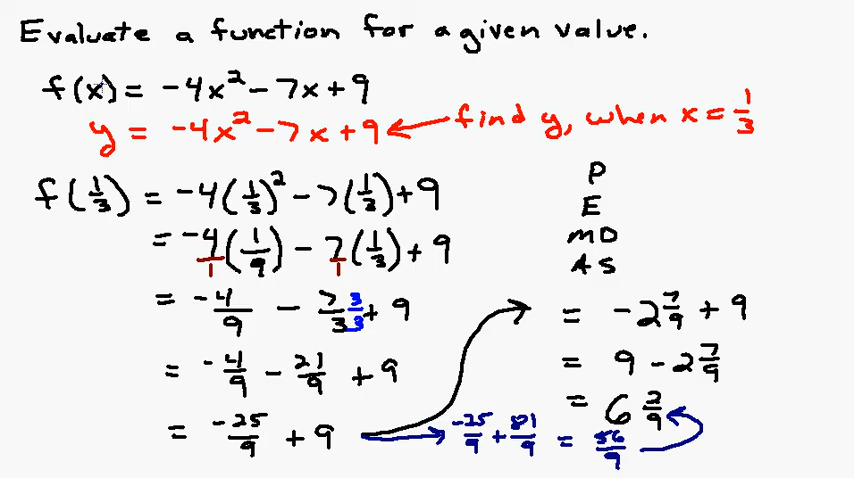 Evaluate a function for a given value.
f(x) = -4x² - 7x + 9
y = -4x² - 7x + 9 ← find y, when x = 1/3
f(1/3) = -4(1/3)² - 7(1/3) + 9
= -4/1(1/9) - 7/1(1/3) + 9
= -4/9 - 7/3 3/3 + 9
= -4/9 - 21/9 + 9
= -25/9 + 9 → -25/9 + 81/9 = 56/9
P
E
MD
AS
= -2 7/9 + 9
= 9 - 2 7/9
= 6 2/9